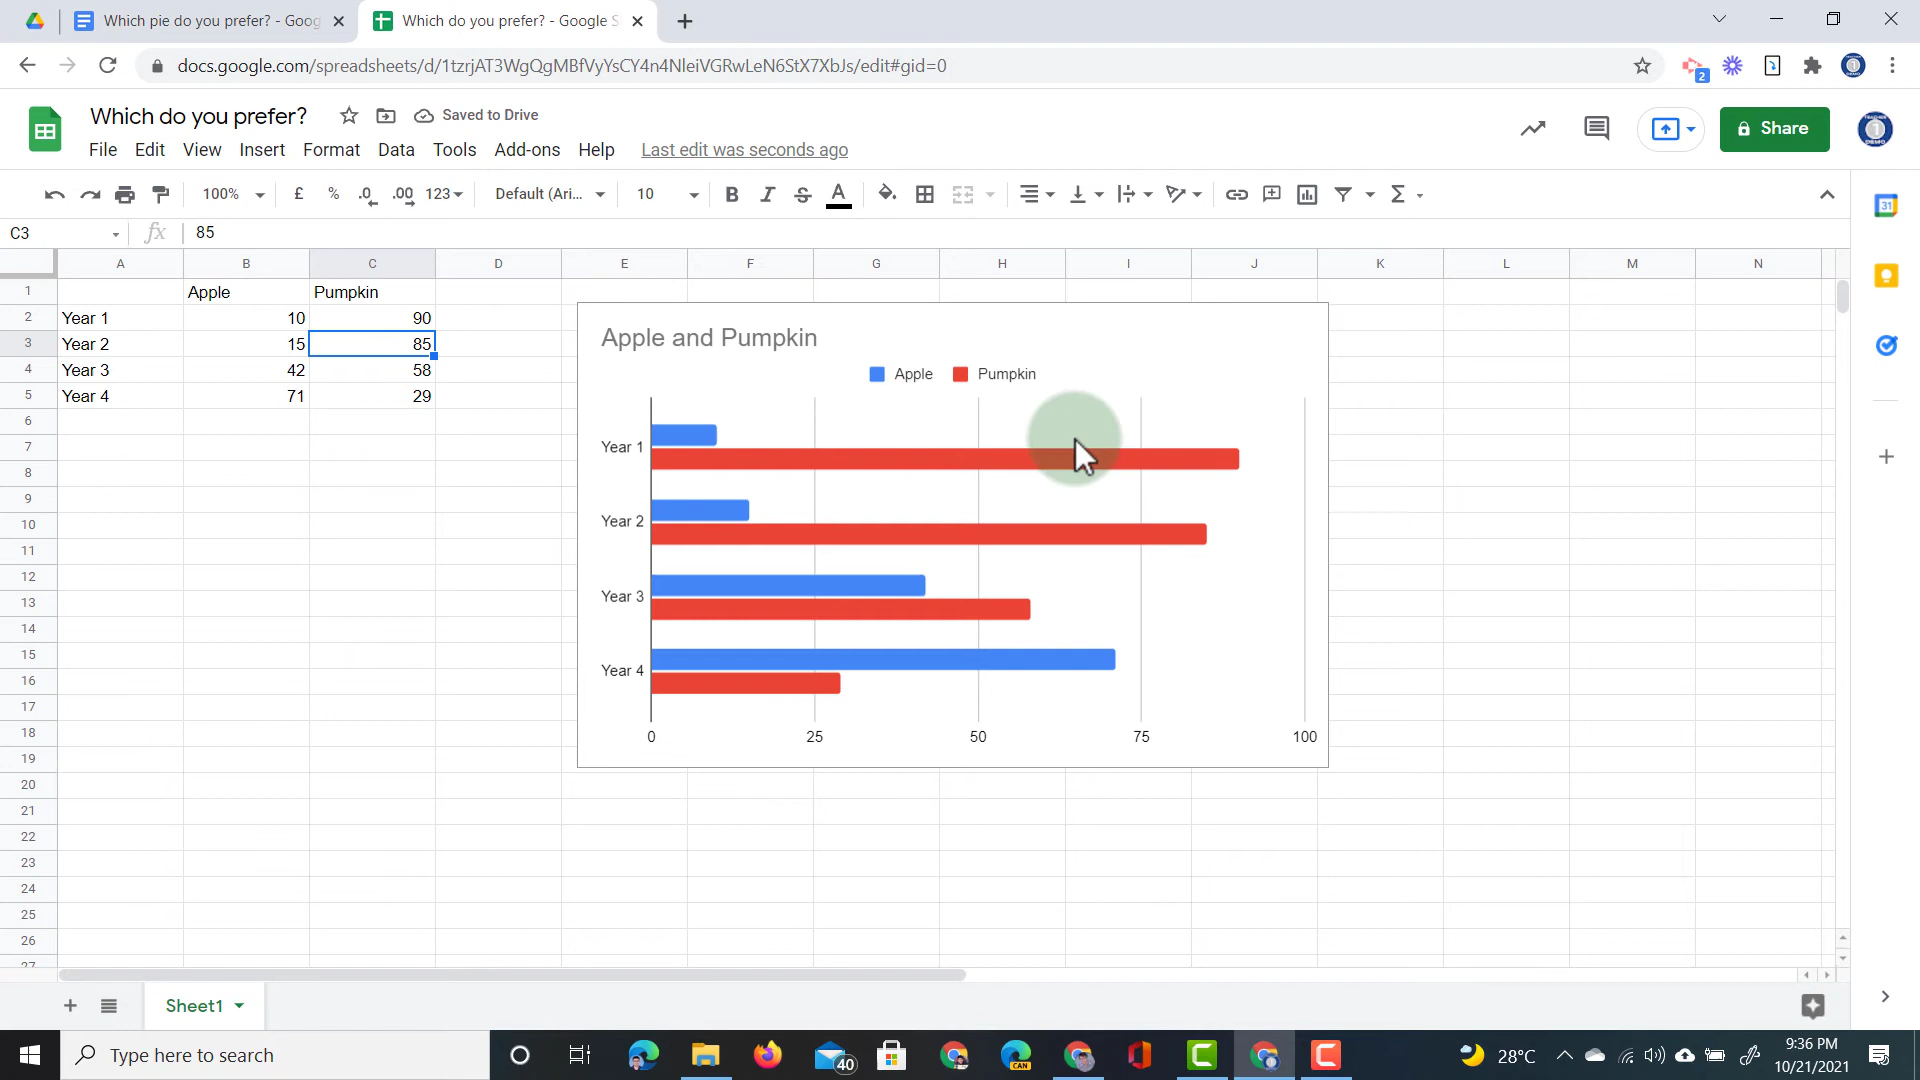 Which pie do you prefer? - Goog
Which do you prefer? - Google S
docs.google.com/spreadsheets/d/1tzrjAT3WgQgMBfVyYsCY4n4NleiVGRwLeN6StX7XbJs/edit#gid=0
2
Which do you prefer?
Saved to Drive
Share
File Edit View Insert Format Data Tools Add-ons Help Last edit was seconds ago
100% £ % .0 .00 123 Default (Ari... 10 B I S A Σ
31
C3 fx 85
A B C D E F G H I J K L M N
1 Apple Pumpkin
2 Year 1 10 90
3 Year 2 15 85
4 Year 3 42 58
5 Year 4 71 29
6
7
8
9
10
11
12
13
14
15
16
17
18
19
20
21
22
23
24
25
26
27
Apple and Pumpkin
Apple Pumpkin
Year 1
Year 2
Year 3
Year 4
0 25 50 75 100
Sheet1
Type here to search
CAN
40
28°C
9:36 PM
10/21/2021